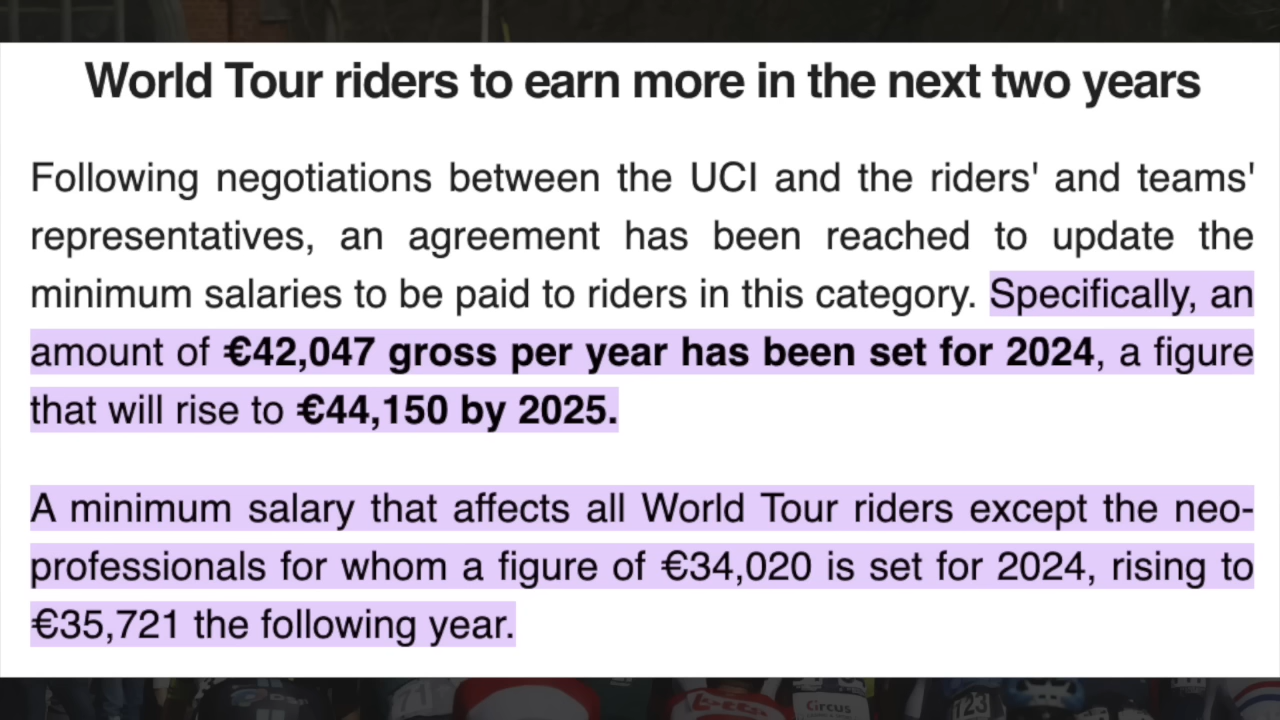 World Tour riders to earn more in the next two years
Following negotiations between the UCI and the riders' and teams'
representatives, an agreement has been reached to update the
minimum salaries to be paid to riders in this category. Specifically, an
amount of €42,047 gross per year has been set for 2024, a figure
that will rise to €44,150 by 2025.
A minimum salary that affects all World Tour riders except the neo-
professionals for whom a figure of €34,020 is set for 2024, rising to
€35,721 the following year.
Circus
123